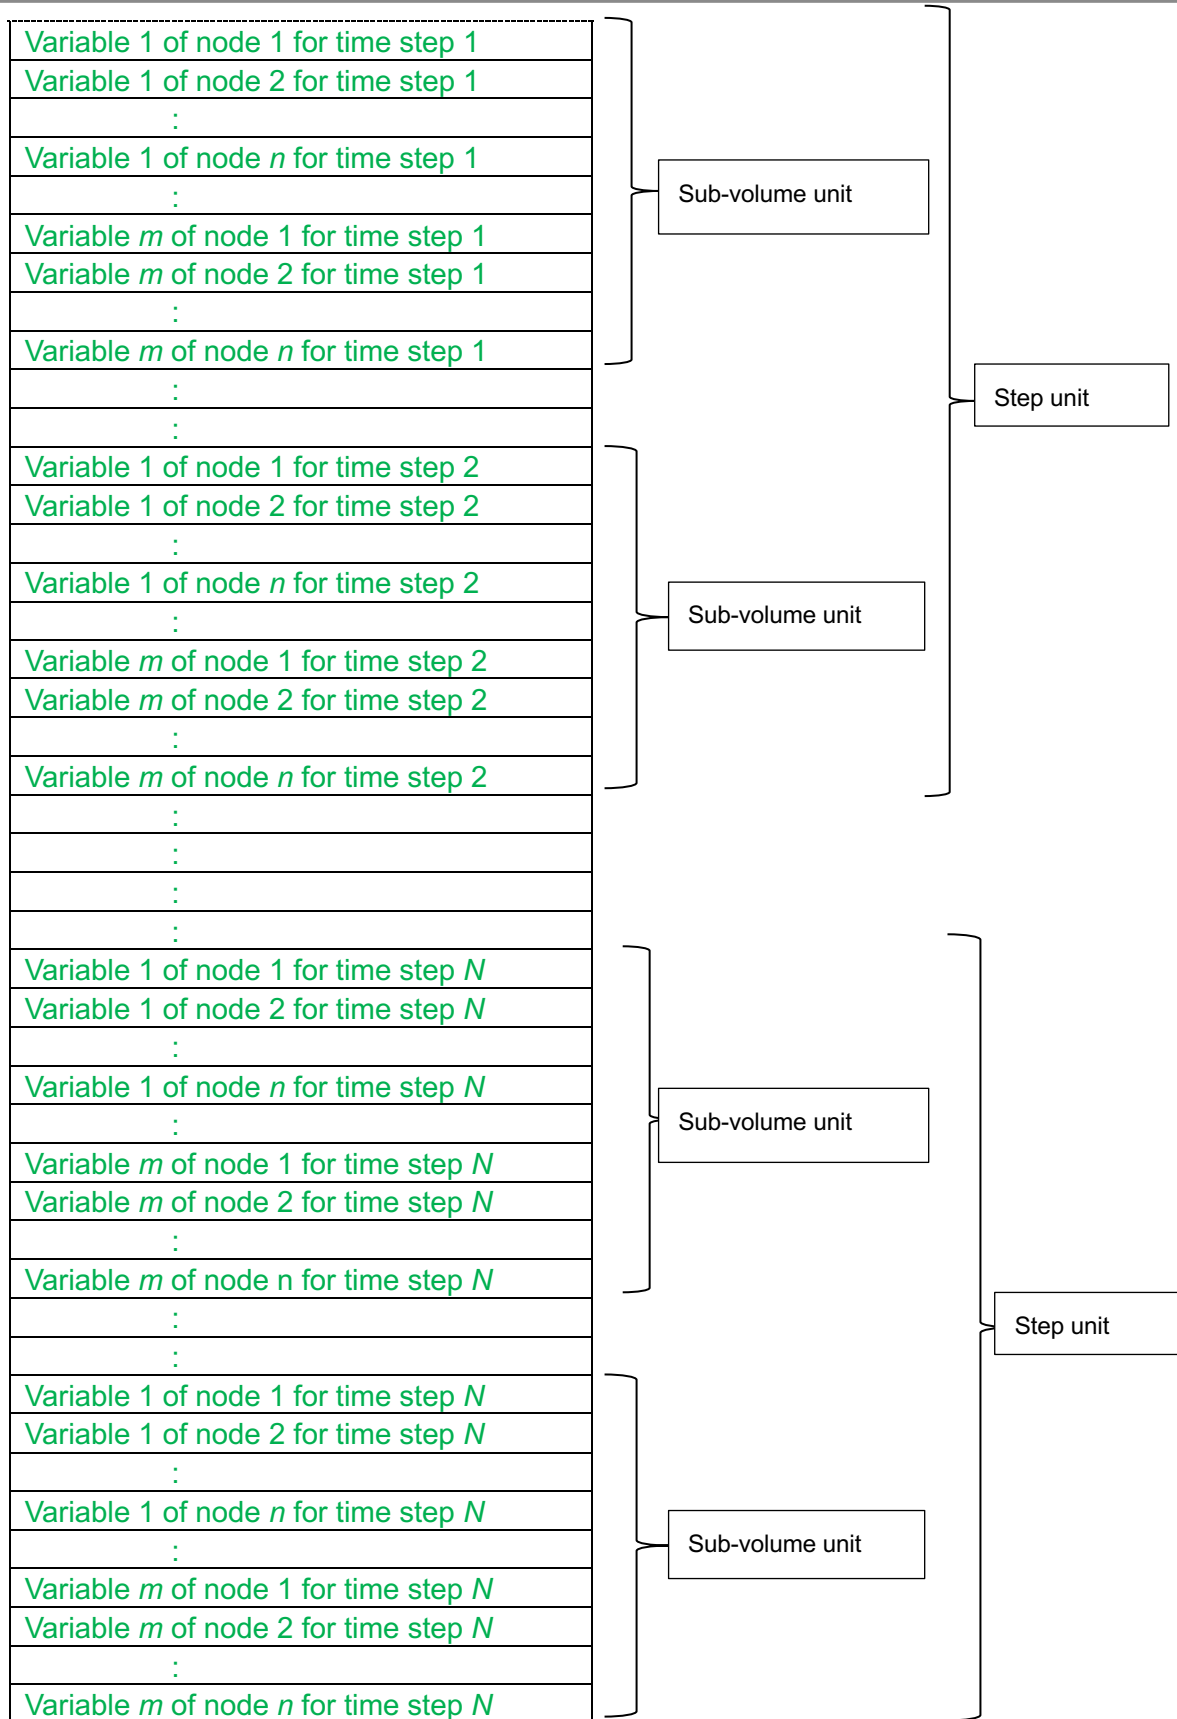 Variable 1 of node 1 for time step 1
Variable 1 of node 2 for time step 1
:
Variable 1 of node n for time step 1
:
Variable m of node 1 for time step 1
Variable m of node 2 for time step 1
:
Variable m of node n for time step 1
:
:
Variable 1 of node 1 for time step 2
Variable 1 of node 2 for time step 2
:
Variable 1 of node n for time step 2
:
Variable m of node 1 for time step 2
Variable m of node 2 for time step 2
:
Variable m of node n for time step 2
:
:
:
:
Variable 1 of node 1 for time step N
Variable 1 of node 2 for time step N
:
Variable 1 of node n for time step N
:
Variable m of node 1 for time step N
Variable m of node 2 for time step N
:
Variable m of node n for time step N
:
:
Variable 1 of node 1 for time step N
Variable 1 of node 2 for time step N
:
Variable 1 of node n for time step N
:
Variable m of node 1 for time step N
Variable m of node 2 for time step N
:
Variable m of node n for time step N
Sub-volume unit
Sub-volume unit
Sub-volume unit
Sub-volume unit
Step unit
Step unit